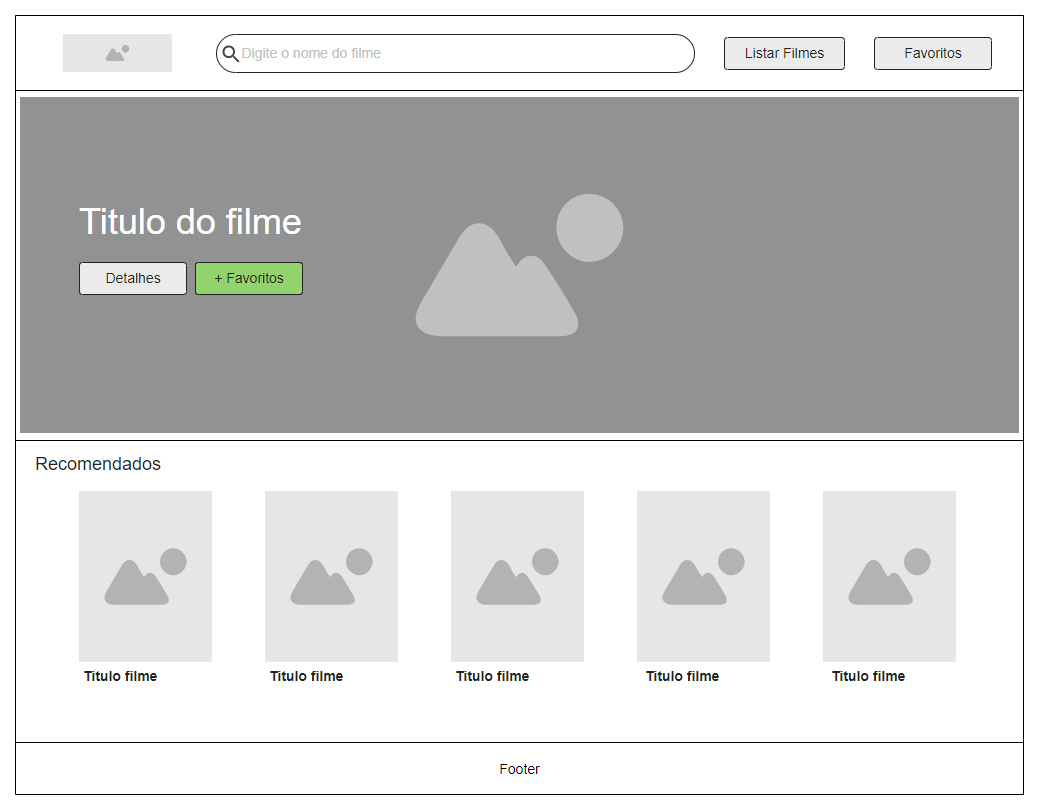 Digite o nome do filme
Listar Filmes
Favoritos
Titulo do filme
Detalhes
+ Favoritos
Recomendados
Titulo filme
Titulo filme
Titulo filme
Titulo filme
Titulo filme
Footer